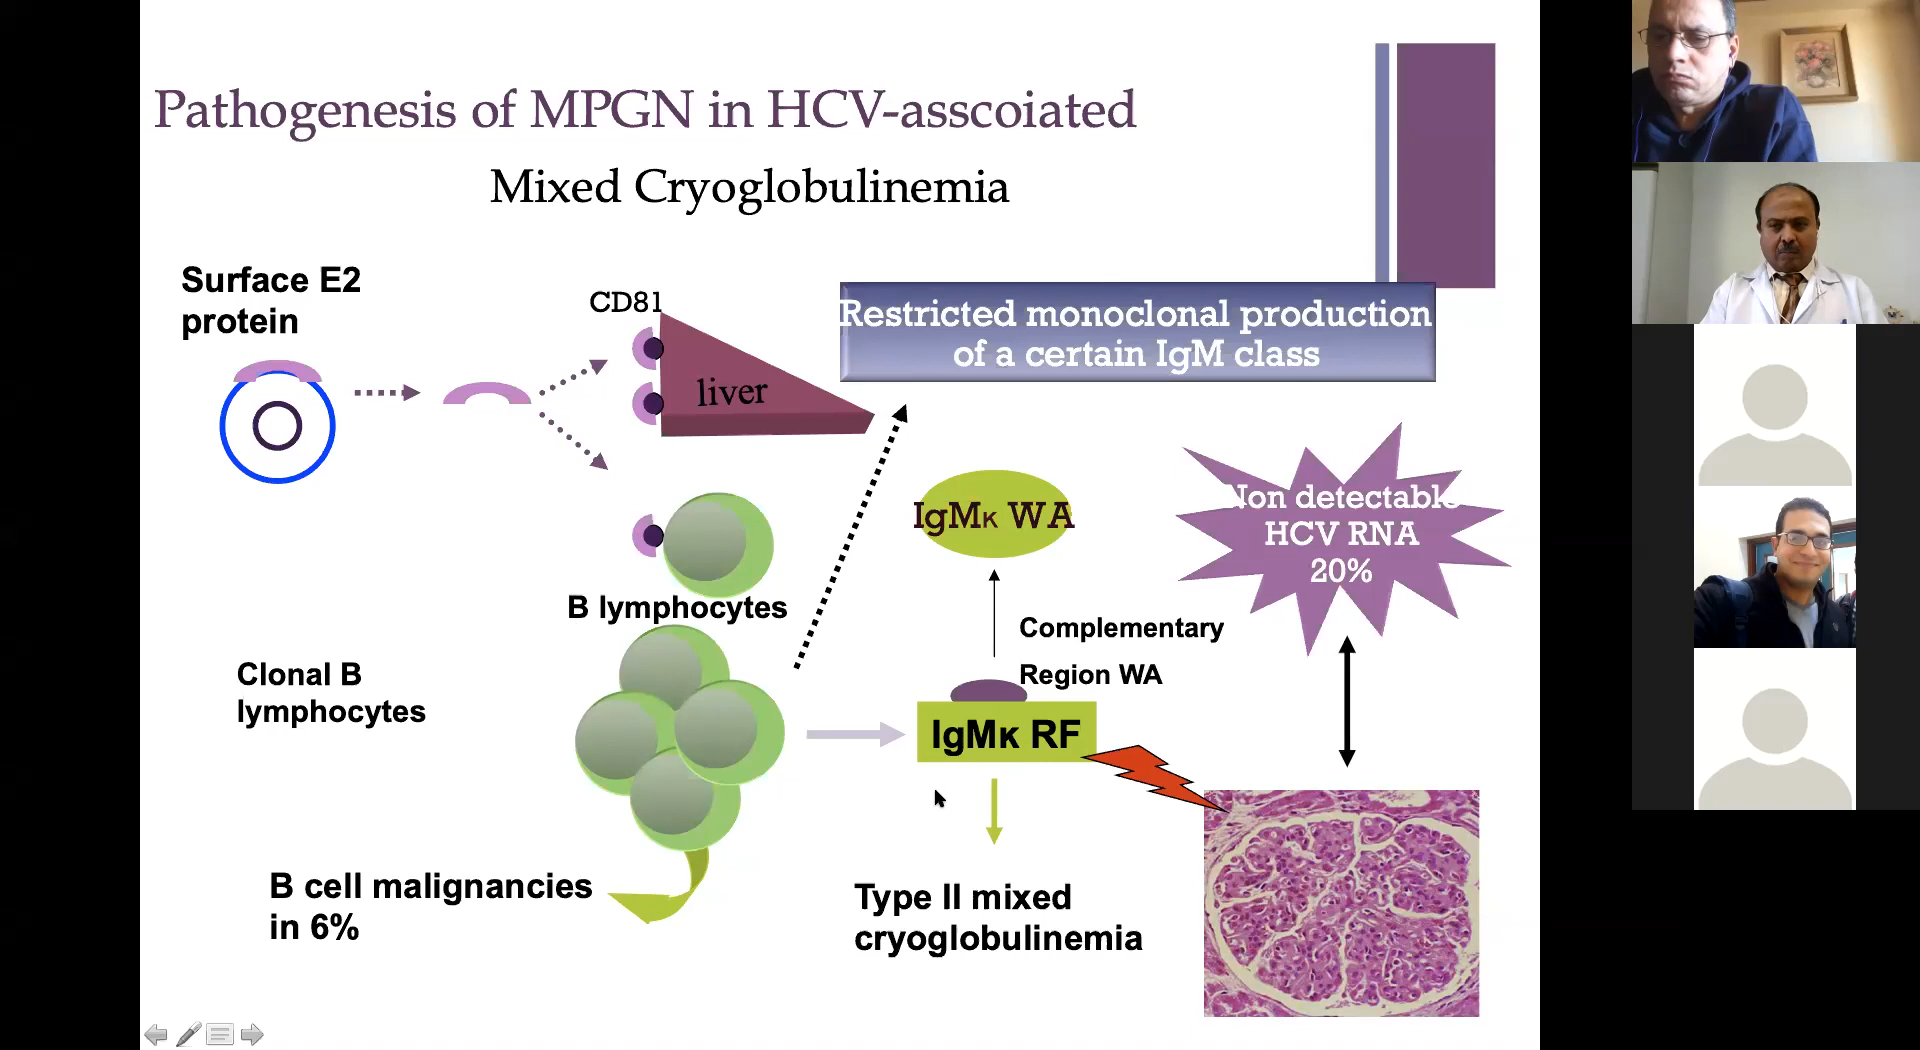 Pathogenesis of MPGN in HCV-asscoiated
Mixed Cryoglobulinemia
Surface E2
protein
CD81
liver
Restricted monoclonal production
of a certain IgM class
IgMκ WA
Non detectable
HCV RNA
20%
B lymphocytes
Complementary
Region WA
Clonal B
lymphocytes
IgMκ RF
B cell malignancies
in 6%
Type II mixed
cryoglobulinemia